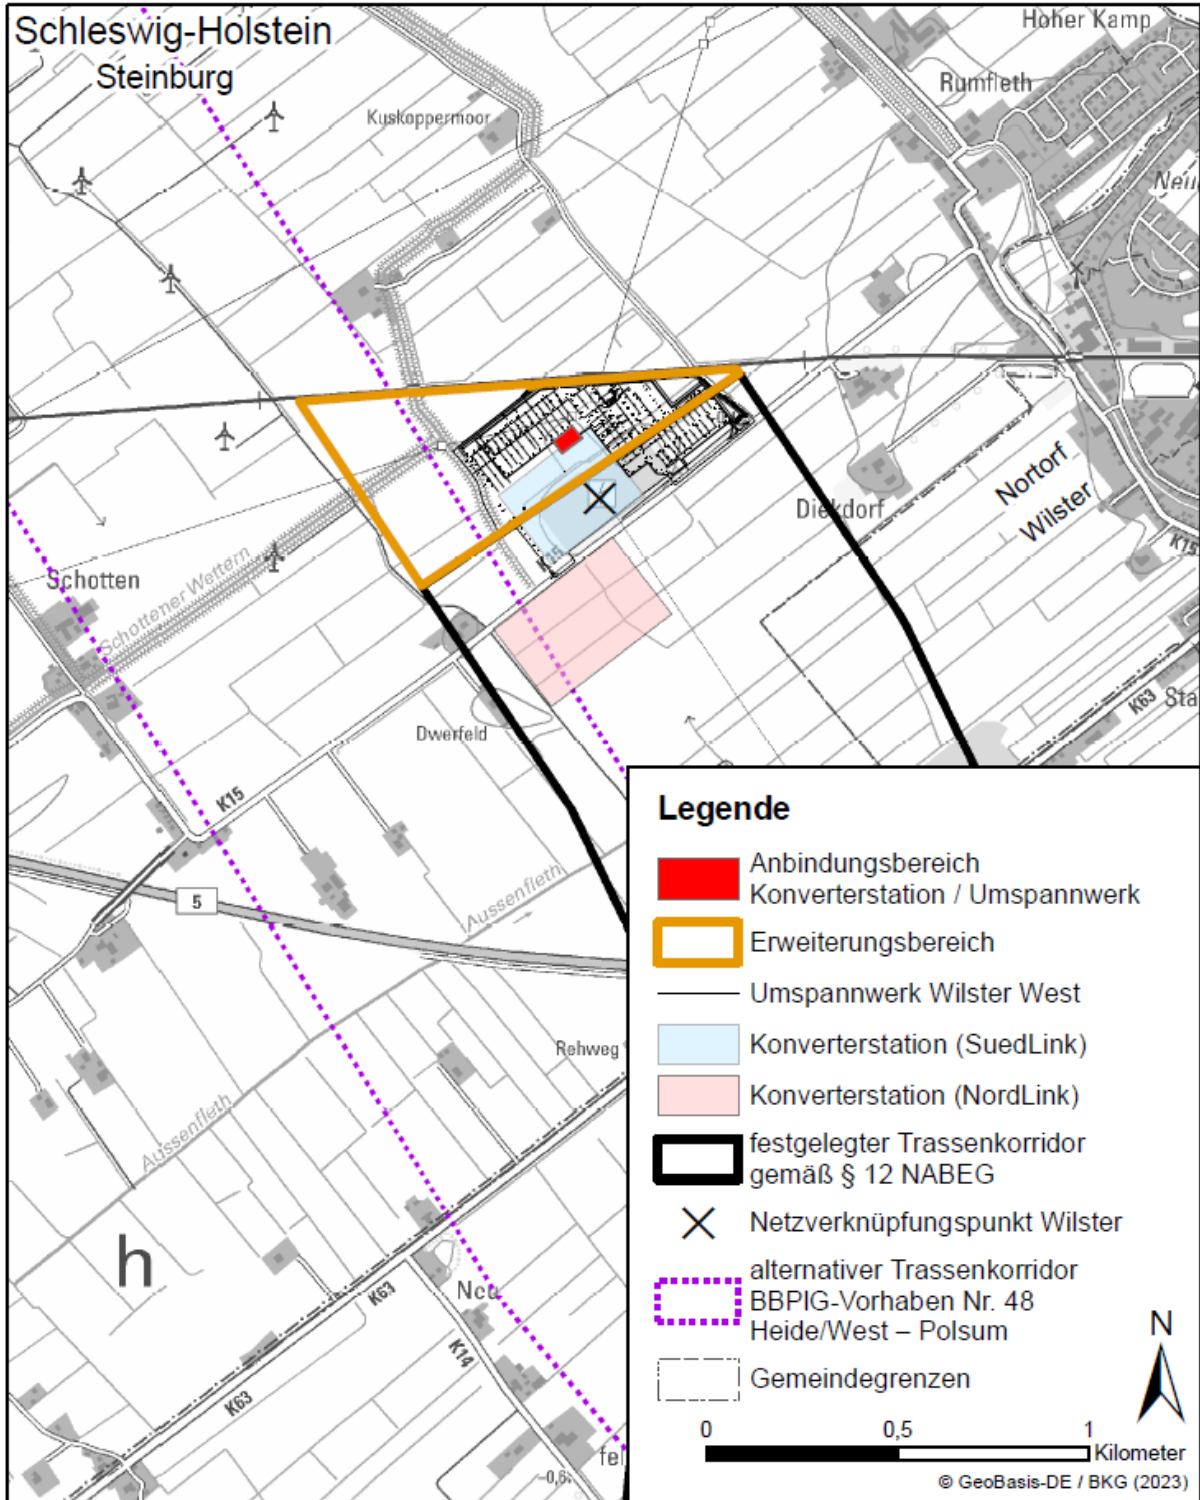 Schleswig-Holstein
Steinburg
Hoher Kamp
Rumfleth
Kuskoppermoor
Nortorf
Wilster
Diekdorf
K15
Schotten
Schottener Wettern
K63
Sta
Dwerfeld
K15
5
Aussenfleth
Rehweg
Aussenfleth
h
K63
K14
K63
-0,6
Legende
Anbindungsbereich
Konverterstation / Umspannwerk
Erweiterungsbereich
Umspannwerk Wilster West
Konverterstation (SuedLink)
Konverterstation (NordLink)
festgelegter Trassenkorridor
gemäß § 12 NABEG
Netzverknüpfungspunkt Wilster
alternativer Trassenkorridor
BBPlG-Vorhaben Nr. 48
Heide/West – Polsum
Gemeindegrenzen
N
0 0,5 1
Kilometer
© GeoBasis-DE / BKG (2023)